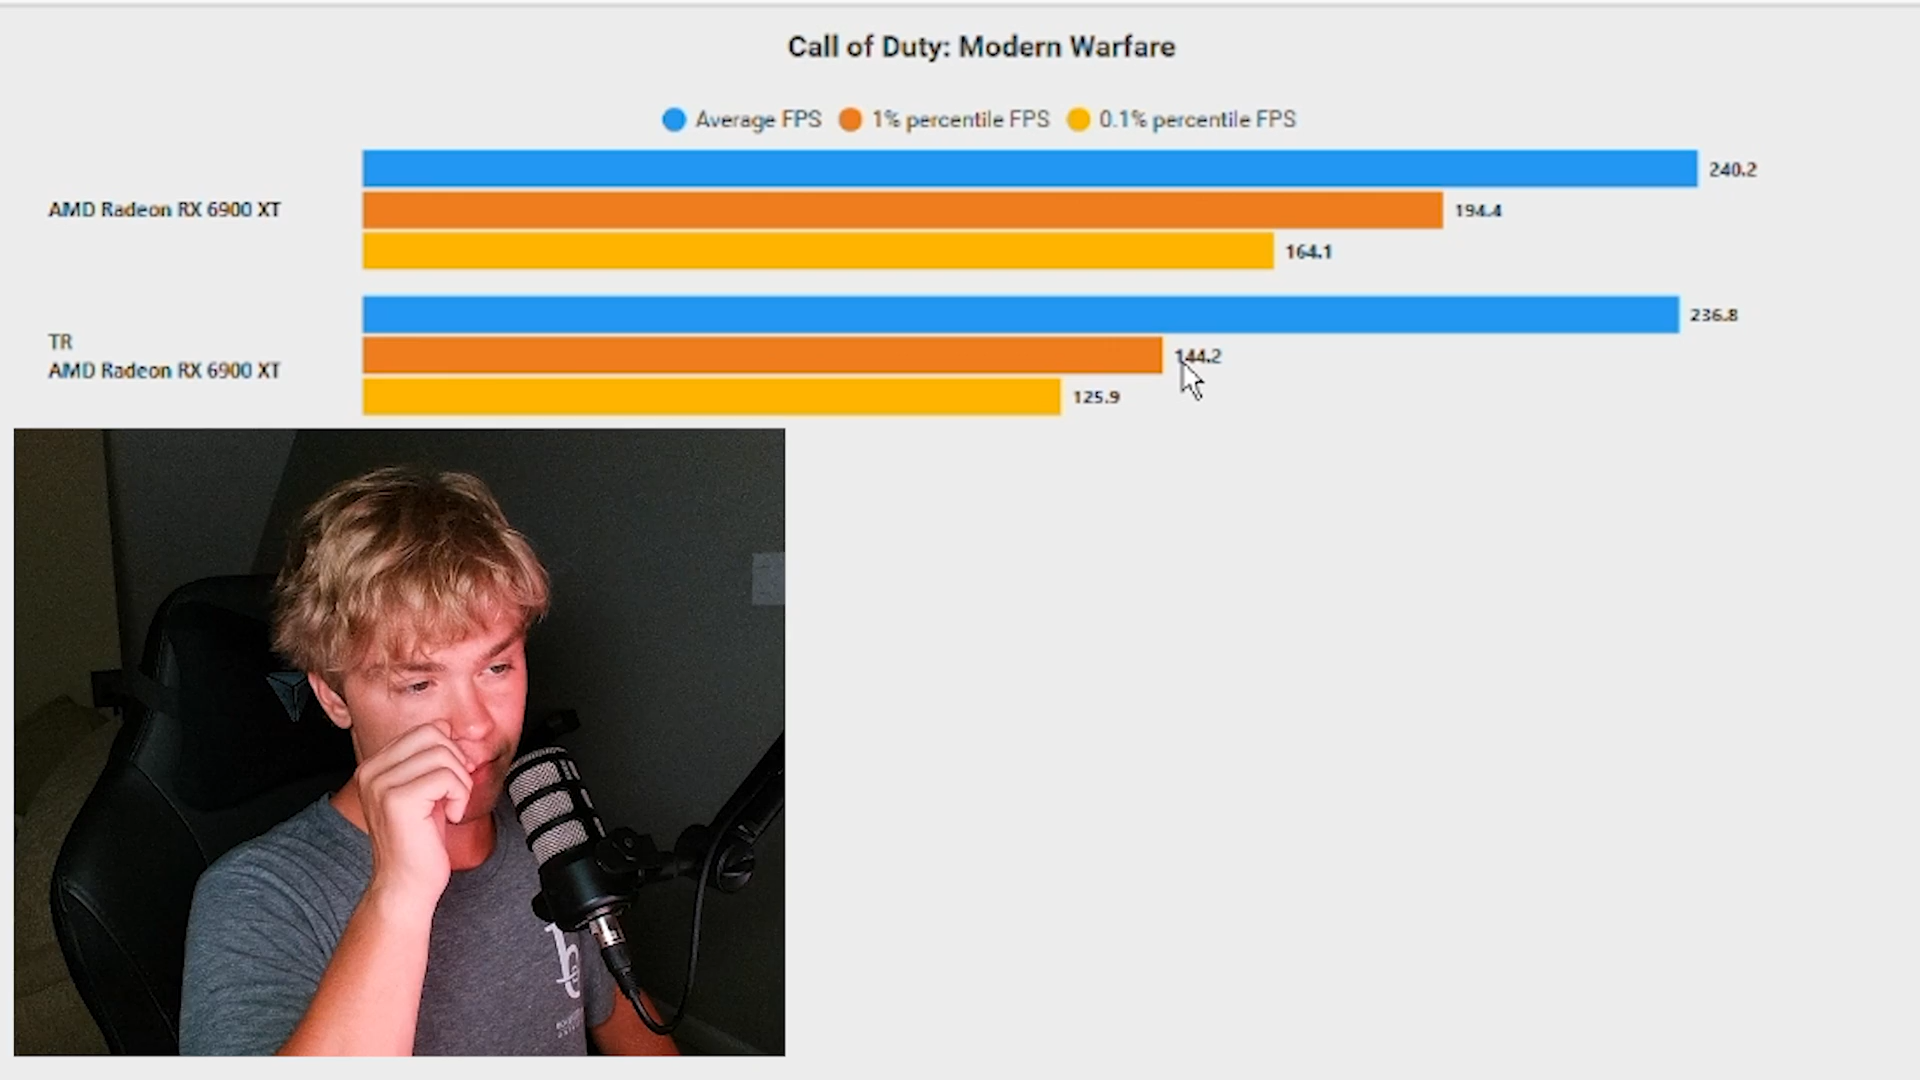 Call of Duty: Modern Warfare
Average FPS 1% percentile FPS 0.1% percentile FPS
240.2
AMD Radeon RX 6900 XT 194.4
164.1
236.8
TR
144.2
AMD Radeon RX 6900 XT
125.9